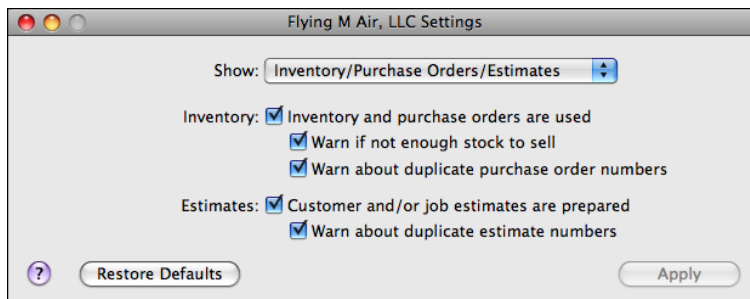 Flying M Air, LLC Settings
Show: Inventory/Purchase Orders/Estimates
Inventory: Inventory and purchase orders are used
Warn if not enough stock to sell
Warn about duplicate purchase order numbers
Estimates: Customer and/or job estimates are prepared
Warn about duplicate estimate numbers
? Restore Defaults Apply